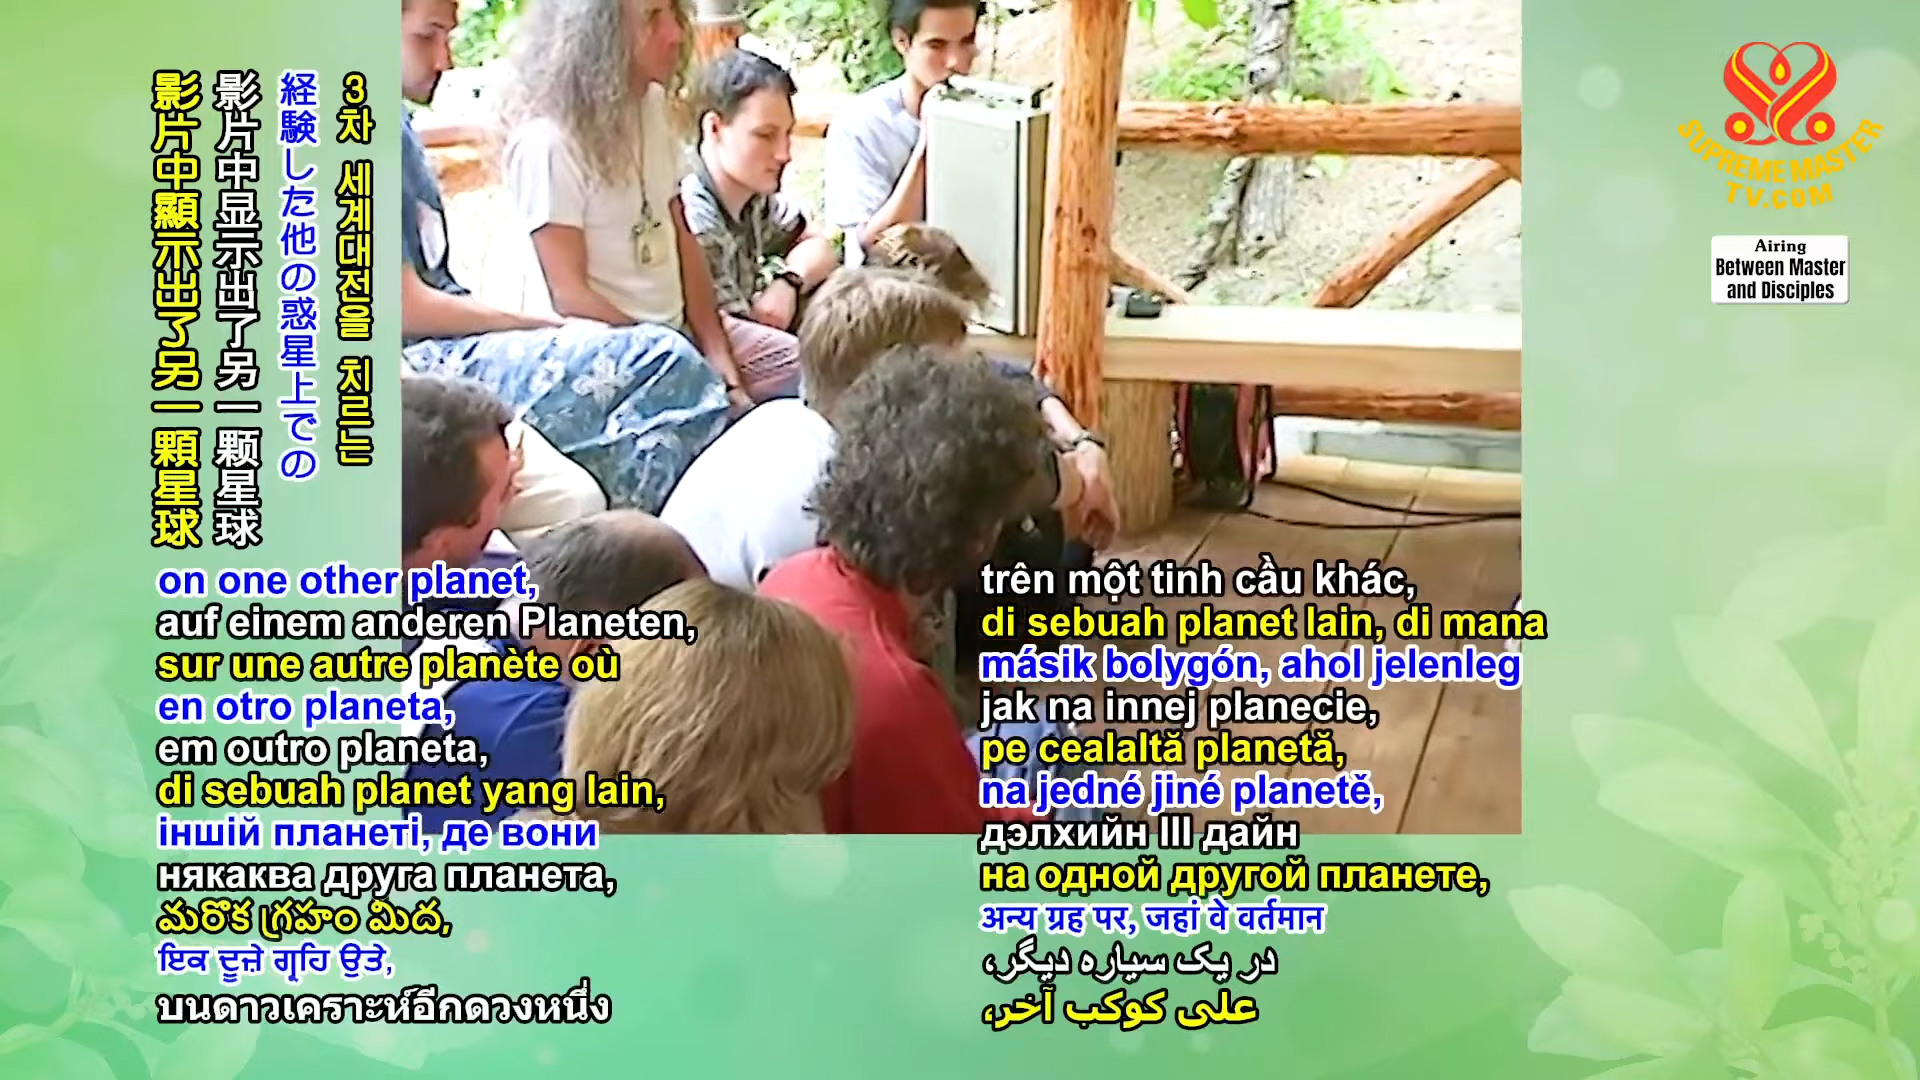 影片中顯示出了另一顆星球
影片中显示出了另一颗星球
経験した他の惑星上での
3차 세계대전을 치르는
on one other planet,
auf einem anderen Planeten,
sur une autre planète où
en otro planeta,
em outro planeta,
di sebuah planet yang lain,
іншій планеті, де вони
някаква друга планета,
మరొక గ్రహం మీద,
ਇਕ ਦੂਜ਼ੇ ਗ੍ਰਹਿ ਉਤੇ,
บนดาวเคราะห์อีกดวงหนึ่ง
trên một tinh cầu khác,
di sebuah planet lain, di mana
másik bolygón, ahol jelenleg
jak na innej planecie,
pe cealaltă planetă,
na jedné jiné planetě,
дэлхийн III дайн
на одной другой планете,
अन्य ग्रह पर, जहां वे वर्तमान
در یک سیاره دیگر،
على كوكب آخر،
SUPREME MASTER
TV.COM
Airing
Between Master
and Disciples